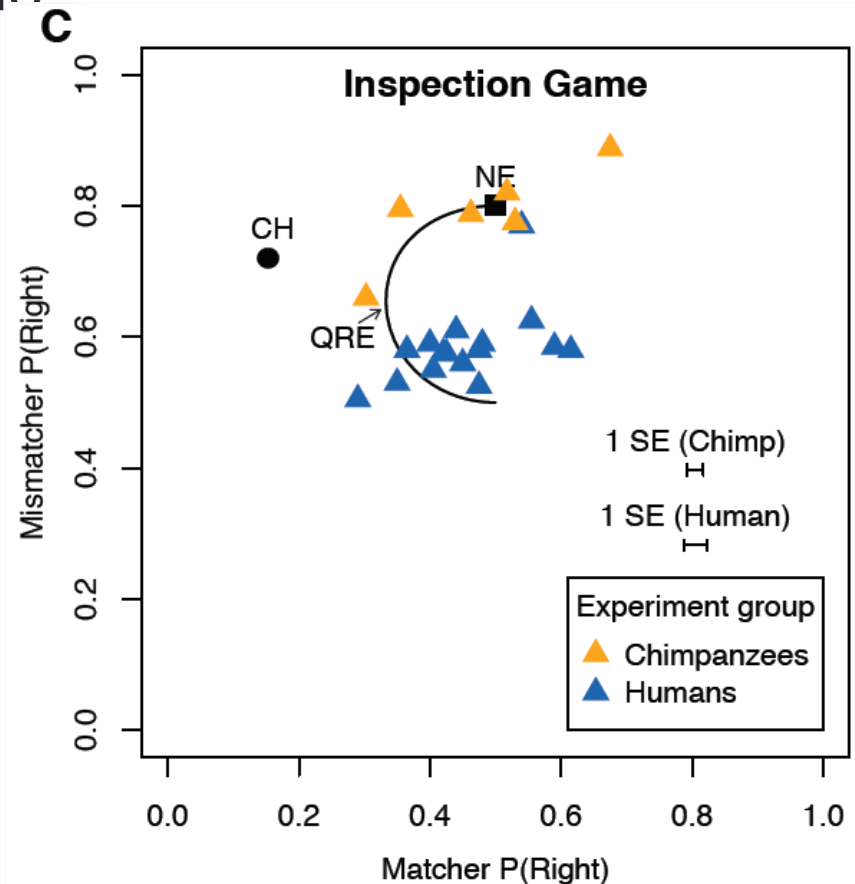 C
Inspection Game
NE
CH
QRE
1 SE (Chimp)
1 SE (Human)
Experiment group
Chimpanzees
Humans
Mismatcher P(Right)
1.0
0.8
0.6
0.4
0.2
0.0
0.0 0.2 0.4 0.6 0.8 1.0
Matcher P(Right)